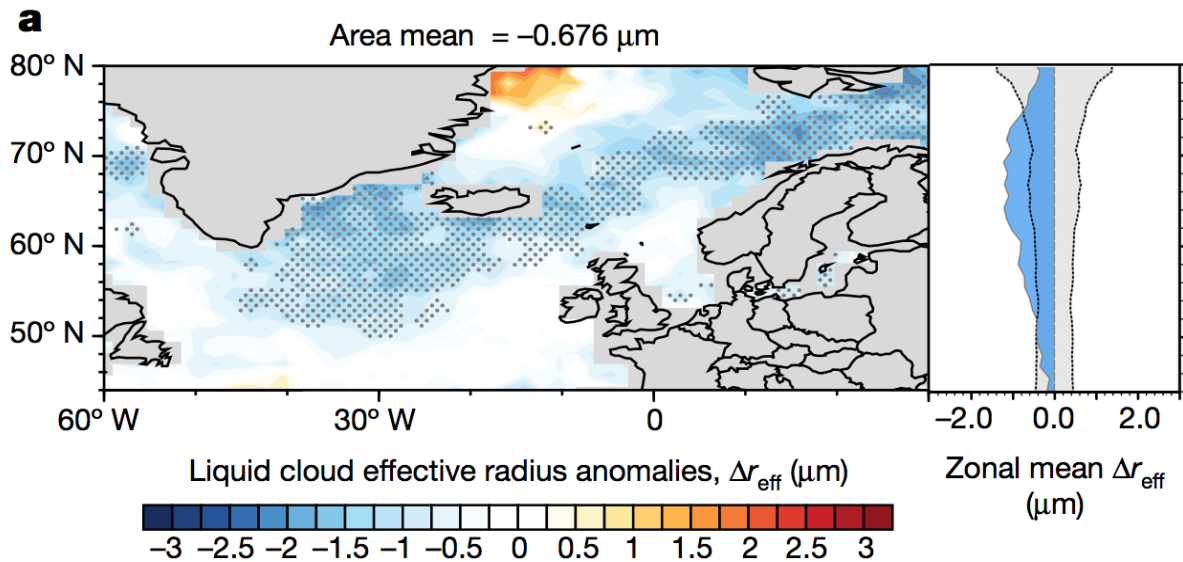 a
Area mean = –0.676 μm
80° N
70° N
60° N
50° N
60° W 30° W 0
–2.0 0.0 2.0
Liquid cloud effective radius anomalies, Δreff (μm)
Zonal mean Δreff
(μm)
–3 –2.5 –2 –1.5 –1 –0.5 0 0.5 1 1.5 2 2.5 3